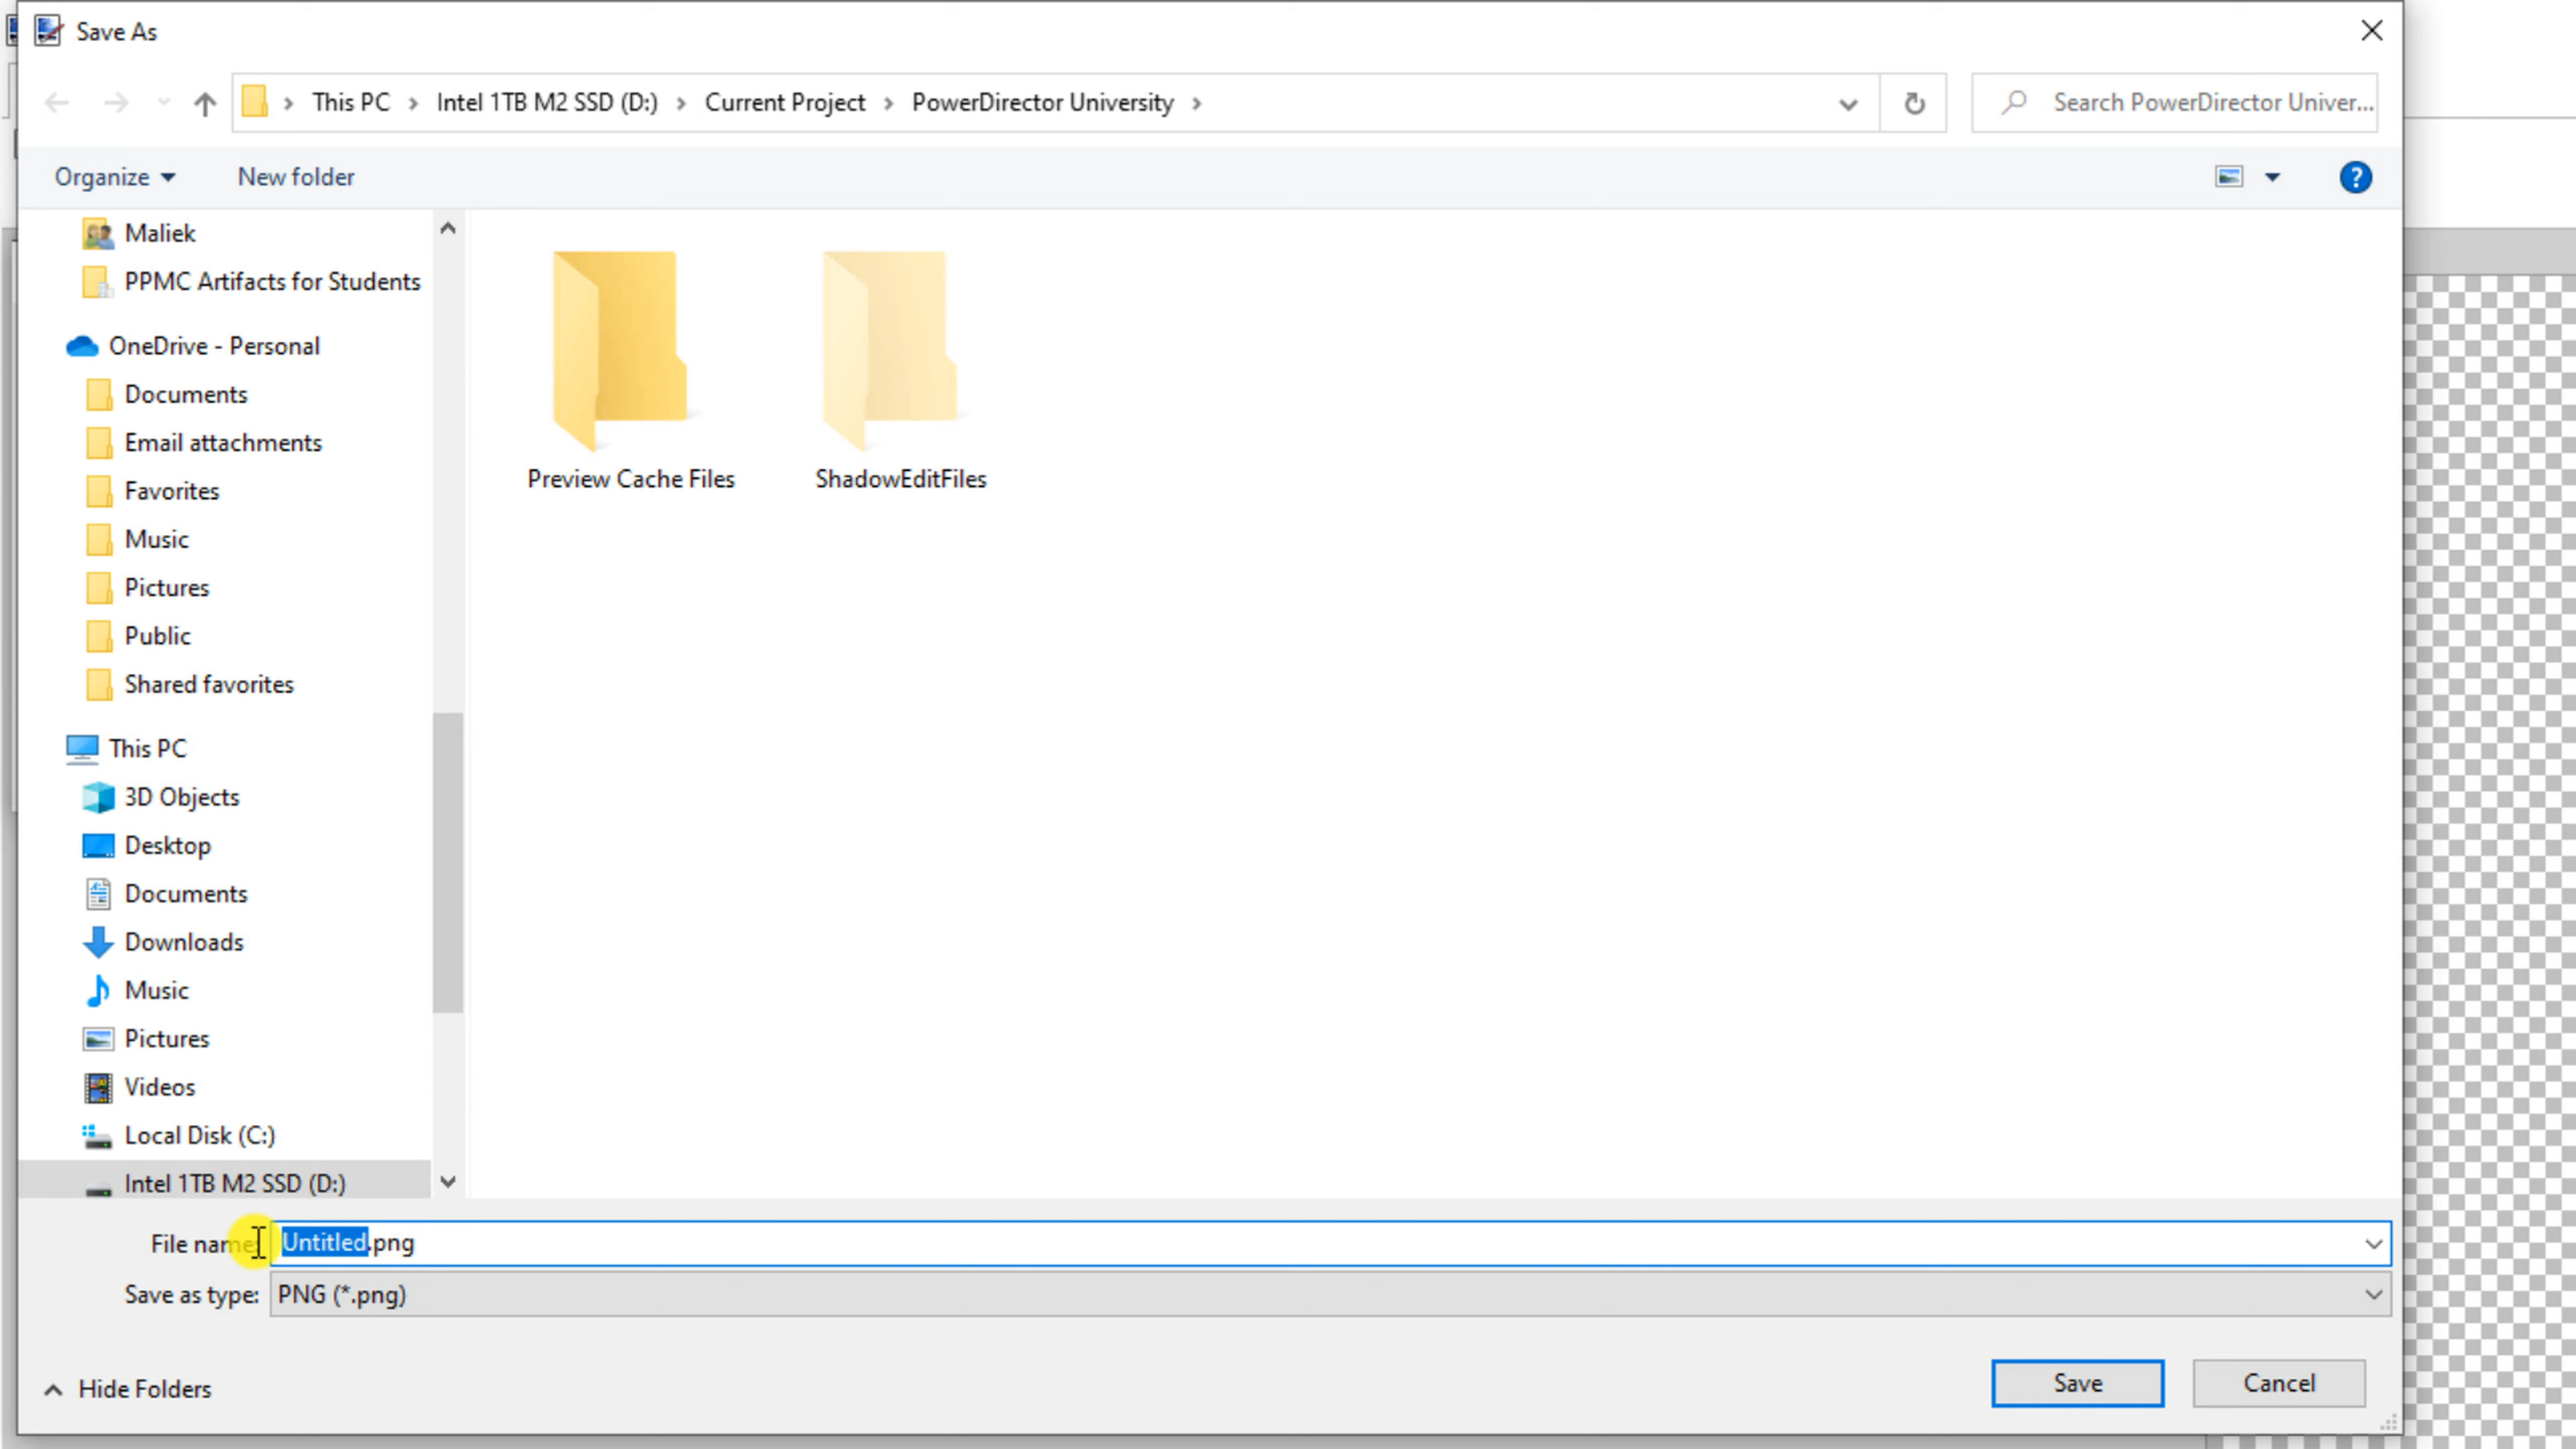 Save As
This PC
Intel 1TB M2 SSD (D:)
Current Project
PowerDirector University
Search PowerDirector Univer...
Organize
New folder
?
Maliek
PPMC Artifacts for Students
OneDrive - Personal
Documents
Email attachments
Favorites
Music
Pictures
Public
Shared favorites
This PC
3D Objects
Desktop
Documents
Downloads
Music
Pictures
Videos
Local Disk (C:)
Intel 1TB M2 SSD (D:)
Preview Cache Files
ShadowEditFiles
File name:
Untitled.png
Save as type:
PNG (*.png)
Hide Folders
Save
Cancel